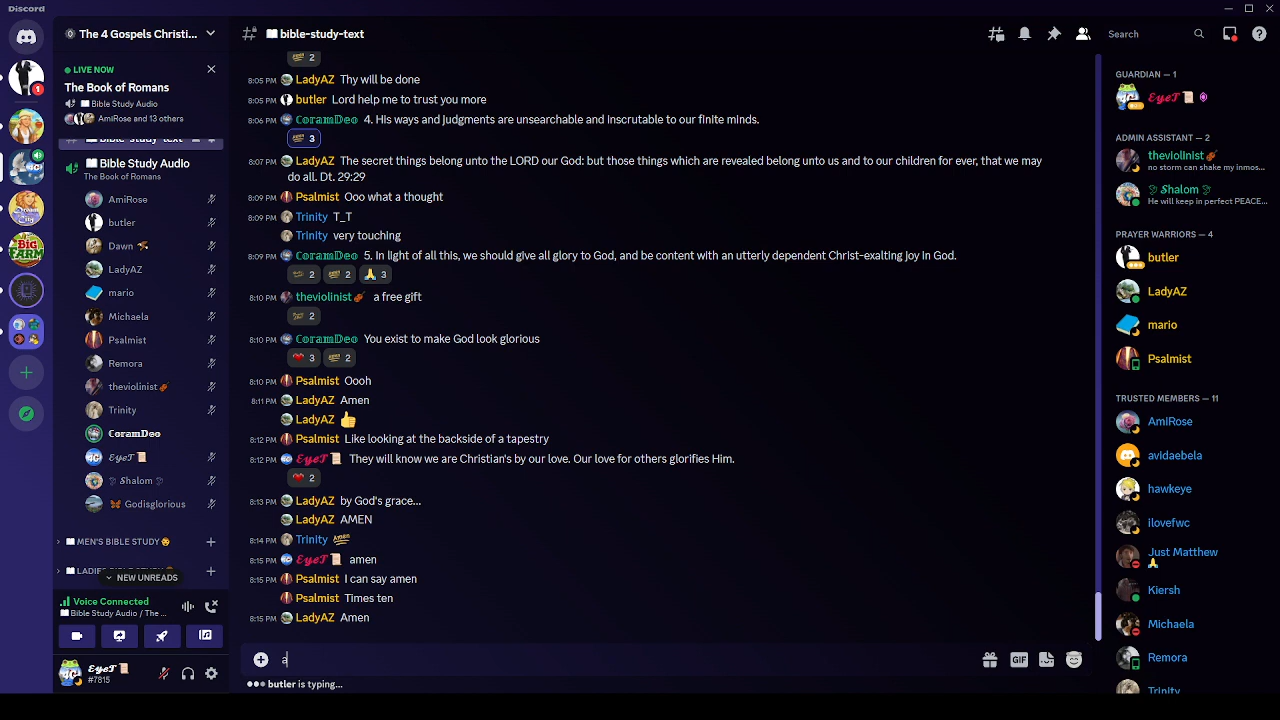 Discord
The 4 Gospels Christi...
LIVE NOW
The Book of Romans
Bible Study Audio
AmiRose and 13 others
bible-study-text
Bible Study Audio
The Book of Romans
AmiRose
butler
Dawn
LadyAZ
mario
Michaela
Psalmist
Remora
theviolinist
Trinity
ℂ𝕠𝕣𝕒𝕞𝔻𝕖𝕠
𝓔𝔂𝓮𝓣
Shalom
Godisglorious
MEN'S BIBLE STUDY
NEW UNREADS
Voice Connected
Bible Study Audio / The ...
𝓔𝔂𝓮𝓣
#7815
bible-study-text
Search
2
8:05 PM LadyAZ Thy will be done
8:05 PM butler Lord help me to trust you more
8:06 PM ℂ𝕠𝕣𝕒𝕞𝔻𝕖𝕠 4. His ways and judgments are unsearchable and inscrutable to our finite minds.
3
8:07 PM LadyAZ The secret things belong unto the LORD our God: but those things which are revealed belong unto us and to our children for ever, that we may
do all. Dt. 29:29
8:09 PM Psalmist Ooo what a thought
8:09 PM Trinity T_T
Trinity very touching
8:09 PM ℂ𝕠𝕣𝕒𝕞𝔻𝕖𝕠 5. In light of all this, we should give all glory to God, and be content with an utterly dependent Christ-exalting joy in God.
2 2 3
8:10 PM theviolinist a free gift
2
8:10 PM ℂ𝕠𝕣𝕒𝕞𝔻𝕖𝕠 You exist to make God look glorious
3 2
8:10 PM Psalmist Oooh
8:11 PM LadyAZ Amen
LadyAZ
8:12 PM Psalmist Like looking at the backside of a tapestry
8:12 PM 𝓔𝔂𝓮𝓣 They will know we are Christian's by our love. Our love for others glorifies Him.
2
8:13 PM LadyAZ by God's grace...
LadyAZ AMEN
8:14 PM Trinity
8:15 PM 𝓔𝔂𝓮𝓣 amen
8:15 PM Psalmist I can say amen
Psalmist Times ten
8:15 PM LadyAZ Amen
a
GIF
butler is typing...
GUARDIAN — 1
𝓔𝔂𝓮𝓣
ADMIN ASSISTANT — 2
theviolinist
no storm can shake my inmos...
Shalom
He will keep in perfect PEACE...
PRAYER WARRIORS — 4
butler
LadyAZ
mario
Psalmist
TRUSTED MEMBERS — 11
AmIRose
avidaebela
hawkeye
ilovefwc
Just Matthew
Kiersh
Michaela
Remora
Trinity